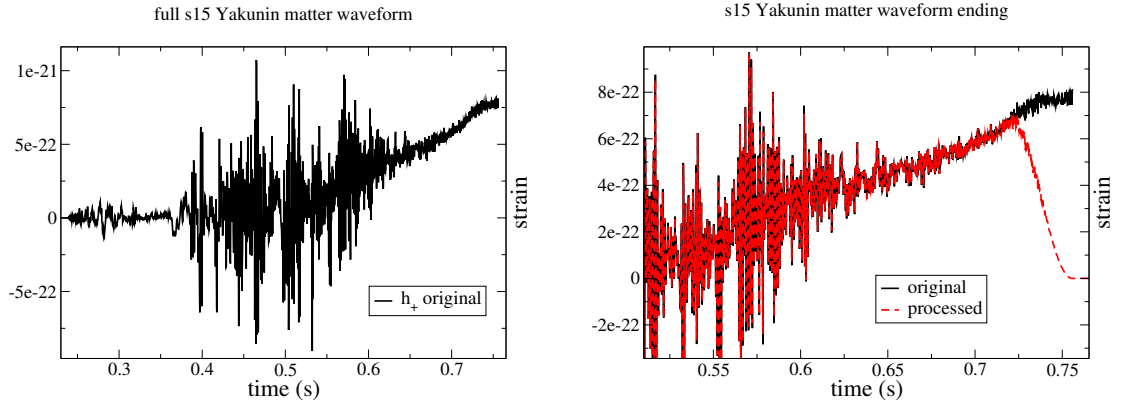 full s15 Yakunin matter waveform
1e-21
5e-22
0
-5e-22
0.3
0.4
0.5
0.6
0.7
time (s)
strain
h_+ original
s15 Yakunin matter waveform ending
8e-22
6e-22
4e-22
2e-22
0
-2e-22
0.55
0.6
0.65
0.7
0.75
time (s)
strain
original
processed